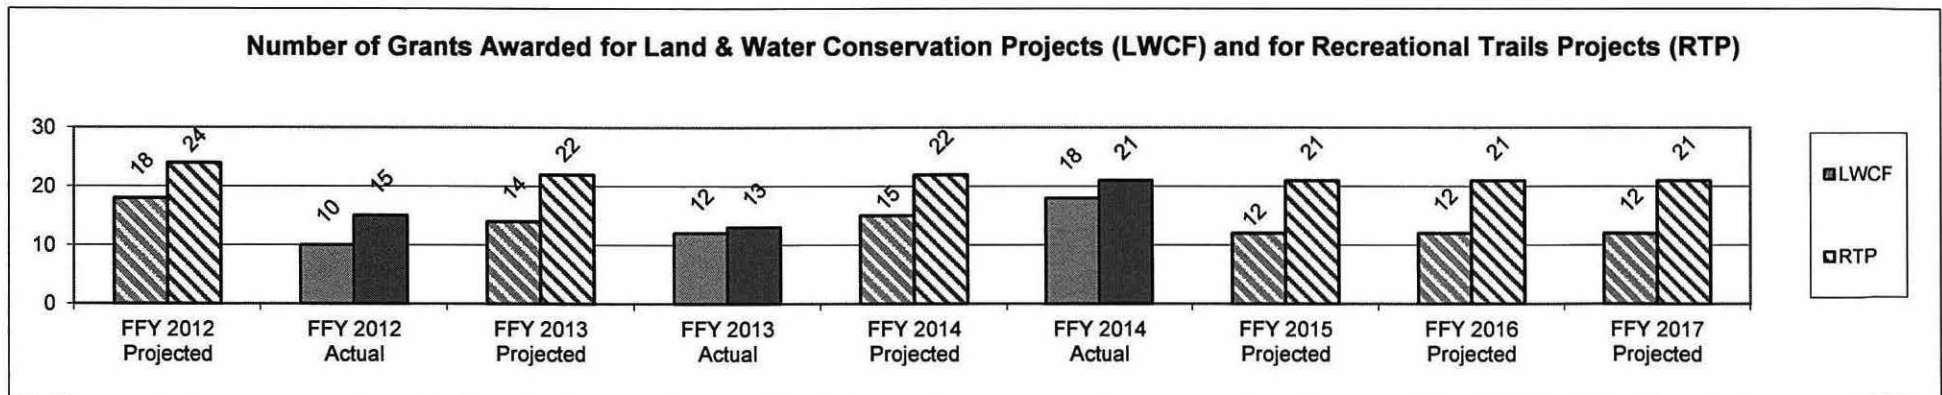 Number of Grants Awarded for Land & Water Conservation Projects (LWCF) and for Recreational Trails Projects (RTP)
30
20
10
0
18
24
10
15
14
22
12
13
15
22
18
21
12
21
12
21
12
21
FFY 2012
Projected
FFY 2012
Actual
FFY 2013
Projected
FFY 2013
Actual
FFY 2014
Projected
FFY 2014
Actual
FFY 2015
Projected
FFY 2016
Projected
FFY 2017
Projected
LWCF
RTP